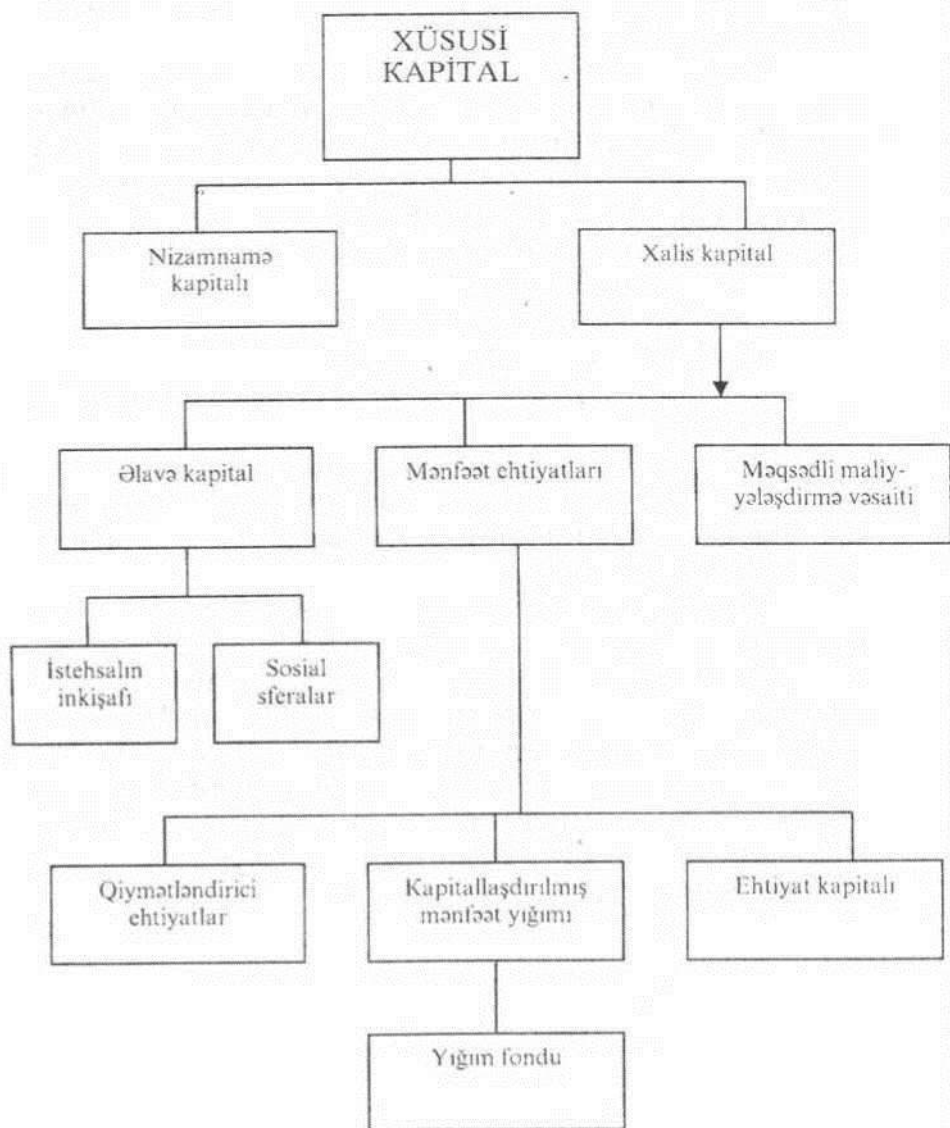 XÜSUSİ
KAPİTAL
Nizamnamə
kapitalı
Xalis kapital
Əlavə kapital
Mənfəət ehtiyatları
Məqsədli maliy-
yələşdirmə vəsaiti
İstehsalın
inkişafı
Sosial
sferalar
Qiymətləndirici
ehtiyatlar
Kapitallaşdırılmış
mənfəət yığımı
Ehtiyat kapitalı
Yığım fondu